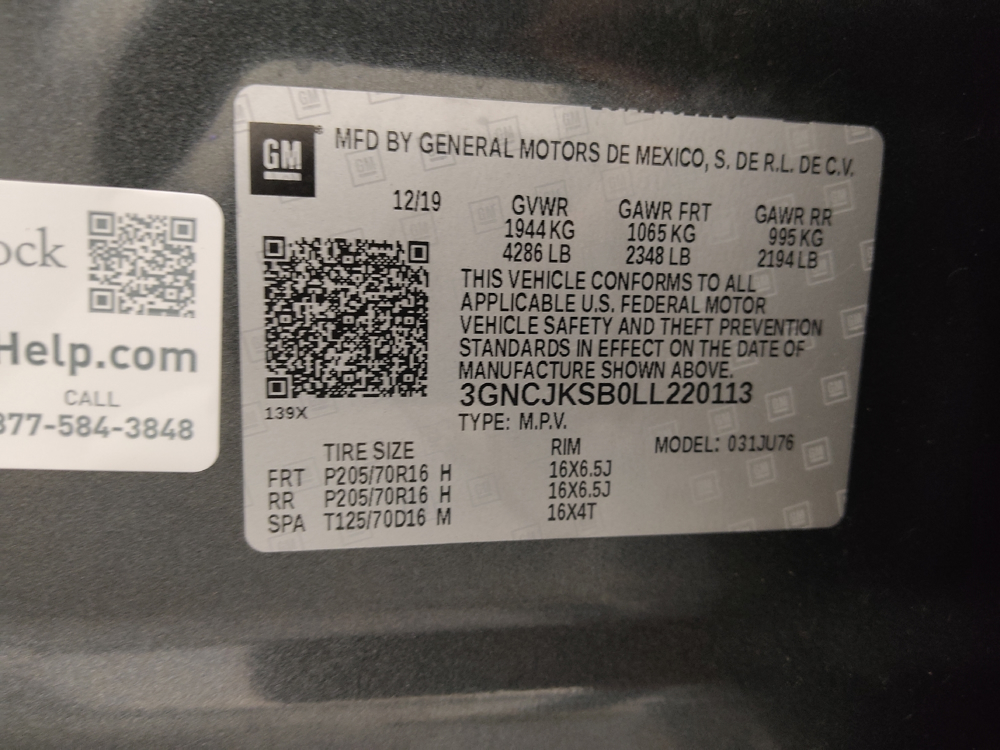 ock
Help.com
CALL
877-584-3848
GM
MFD BY GENERAL MOTORS DE MEXICO, S. DE R.L. DE C.V.
12/19
GVWR GAWR FRT GAWR RR
1944 KG 1065 KG 995 KG
4286 LB 2348 LB 2194 LB
THIS VEHICLE CONFORMS TO ALL
APPLICABLE U.S. FEDERAL MOTOR
VEHICLE SAFETY AND THEFT PREVENTION
STANDARDS IN EFFECT ON THE DATE OF
MANUFACTURE SHOWN ABOVE.
3GNCJKSB0LL220113
139X
TYPE: M.P.V.
TIRE SIZE RIM MODEL: 031JU76
FRT P205/70R16 H 16X6.5J
RR P205/70R16 H 16X6.5J
SPA T125/70D16 M 16X4T